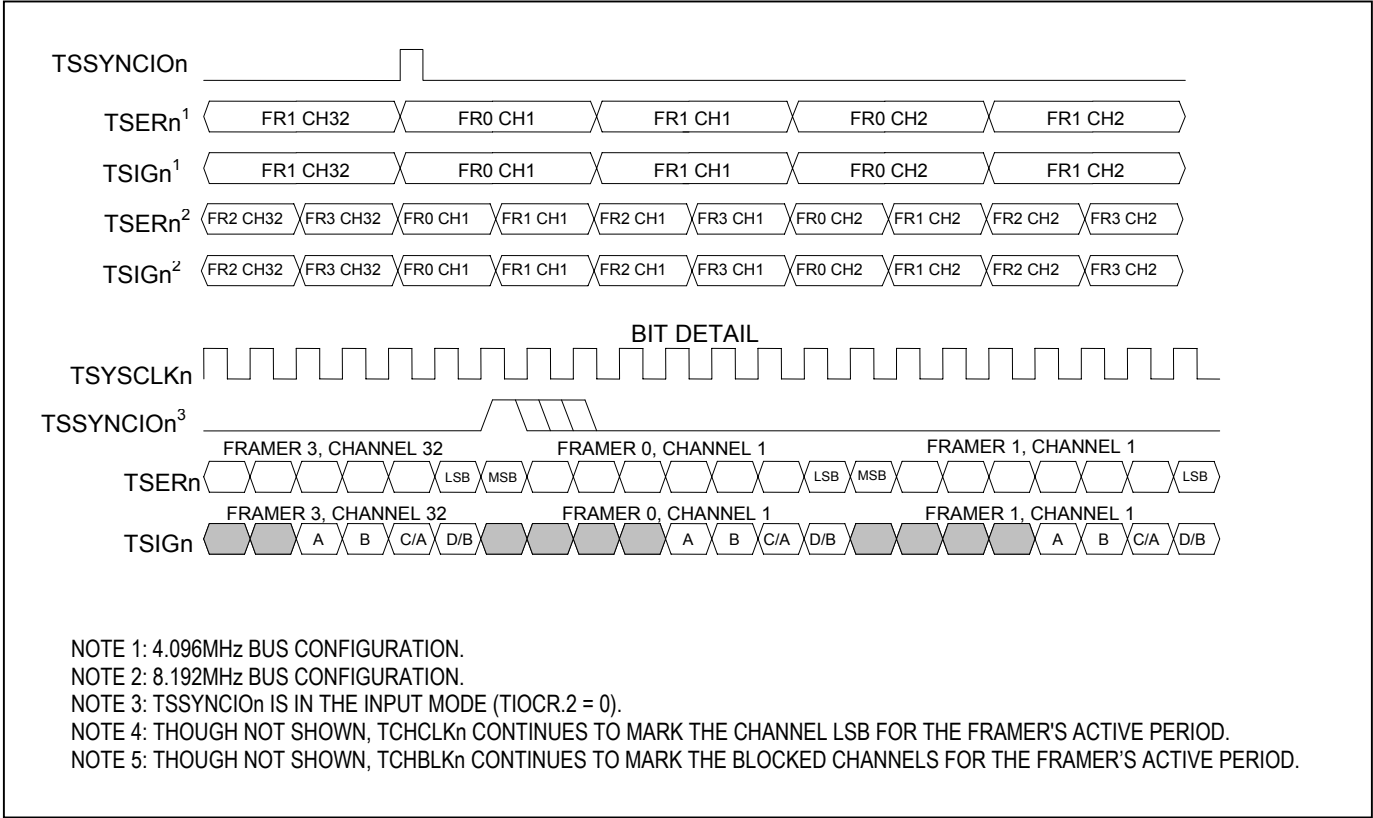 TSSYNCIOn
TSERn¹ FR1 CH32 FR0 CH1 FR1 CH1 FR0 CH2 FR1 CH2
TSIGn¹ FR1 CH32 FR0 CH1 FR1 CH1 FR0 CH2 FR1 CH2
TSERn² FR2 CH32 FR3 CH32 FR0 CH1 FR1 CH1 FR2 CH1 FR3 CH1 FR0 CH2 FR1 CH2 FR2 CH2 FR3 CH2
TSIGn² FR2 CH32 FR3 CH32 FR0 CH1 FR1 CH1 FR2 CH1 FR3 CH1 FR0 CH2 FR1 CH2 FR2 CH2 FR3 CH2
BIT DETAIL
TSYSCLKn
TSSYNCIOn³
FRAMER 3, CHANNEL 32 FRAMER 0, CHANNEL 1 FRAMER 1, CHANNEL 1
TSERn LSB MSB LSB MSB LSB
FRAMER 3, CHANNEL 32 FRAMER 0, CHANNEL 1 FRAMER 1, CHANNEL 1
TSIGn A B C/A D/B A B C/A D/B A B C/A D/B
NOTE 1: 4.096MHz BUS CONFIGURATION.
NOTE 2: 8.192MHz BUS CONFIGURATION.
NOTE 3: TSSYNCIOn IS IN THE INPUT MODE (TIOCR.2 = 0).
NOTE 4: THOUGH NOT SHOWN, TCHCLKn CONTINUES TO MARK THE CHANNEL LSB FOR THE FRAMER'S ACTIVE PERIOD.
NOTE 5: THOUGH NOT SHOWN, TCHBLKn CONTINUES TO MARK THE BLOCKED CHANNELS FOR THE FRAMER’S ACTIVE PERIOD.